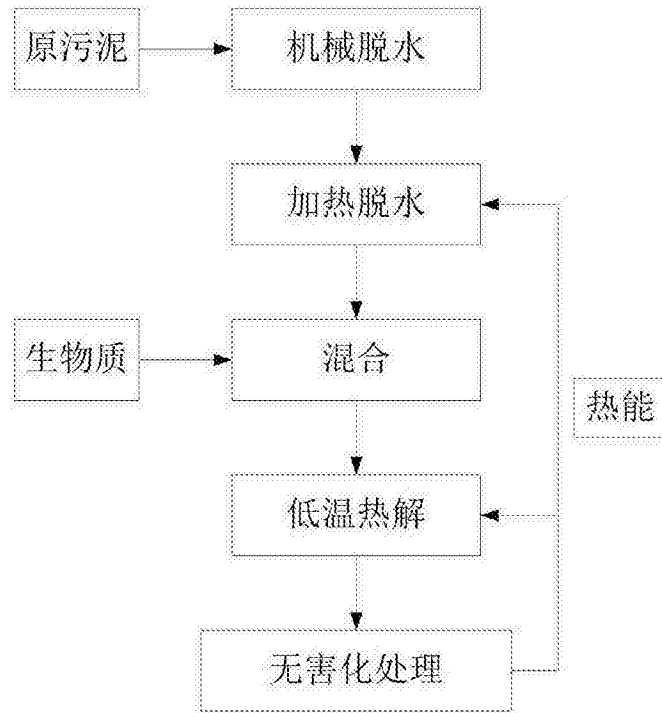 原污泥
机械脱水
加热脱水
生物质
混合
热能
低温热解
无害化处理